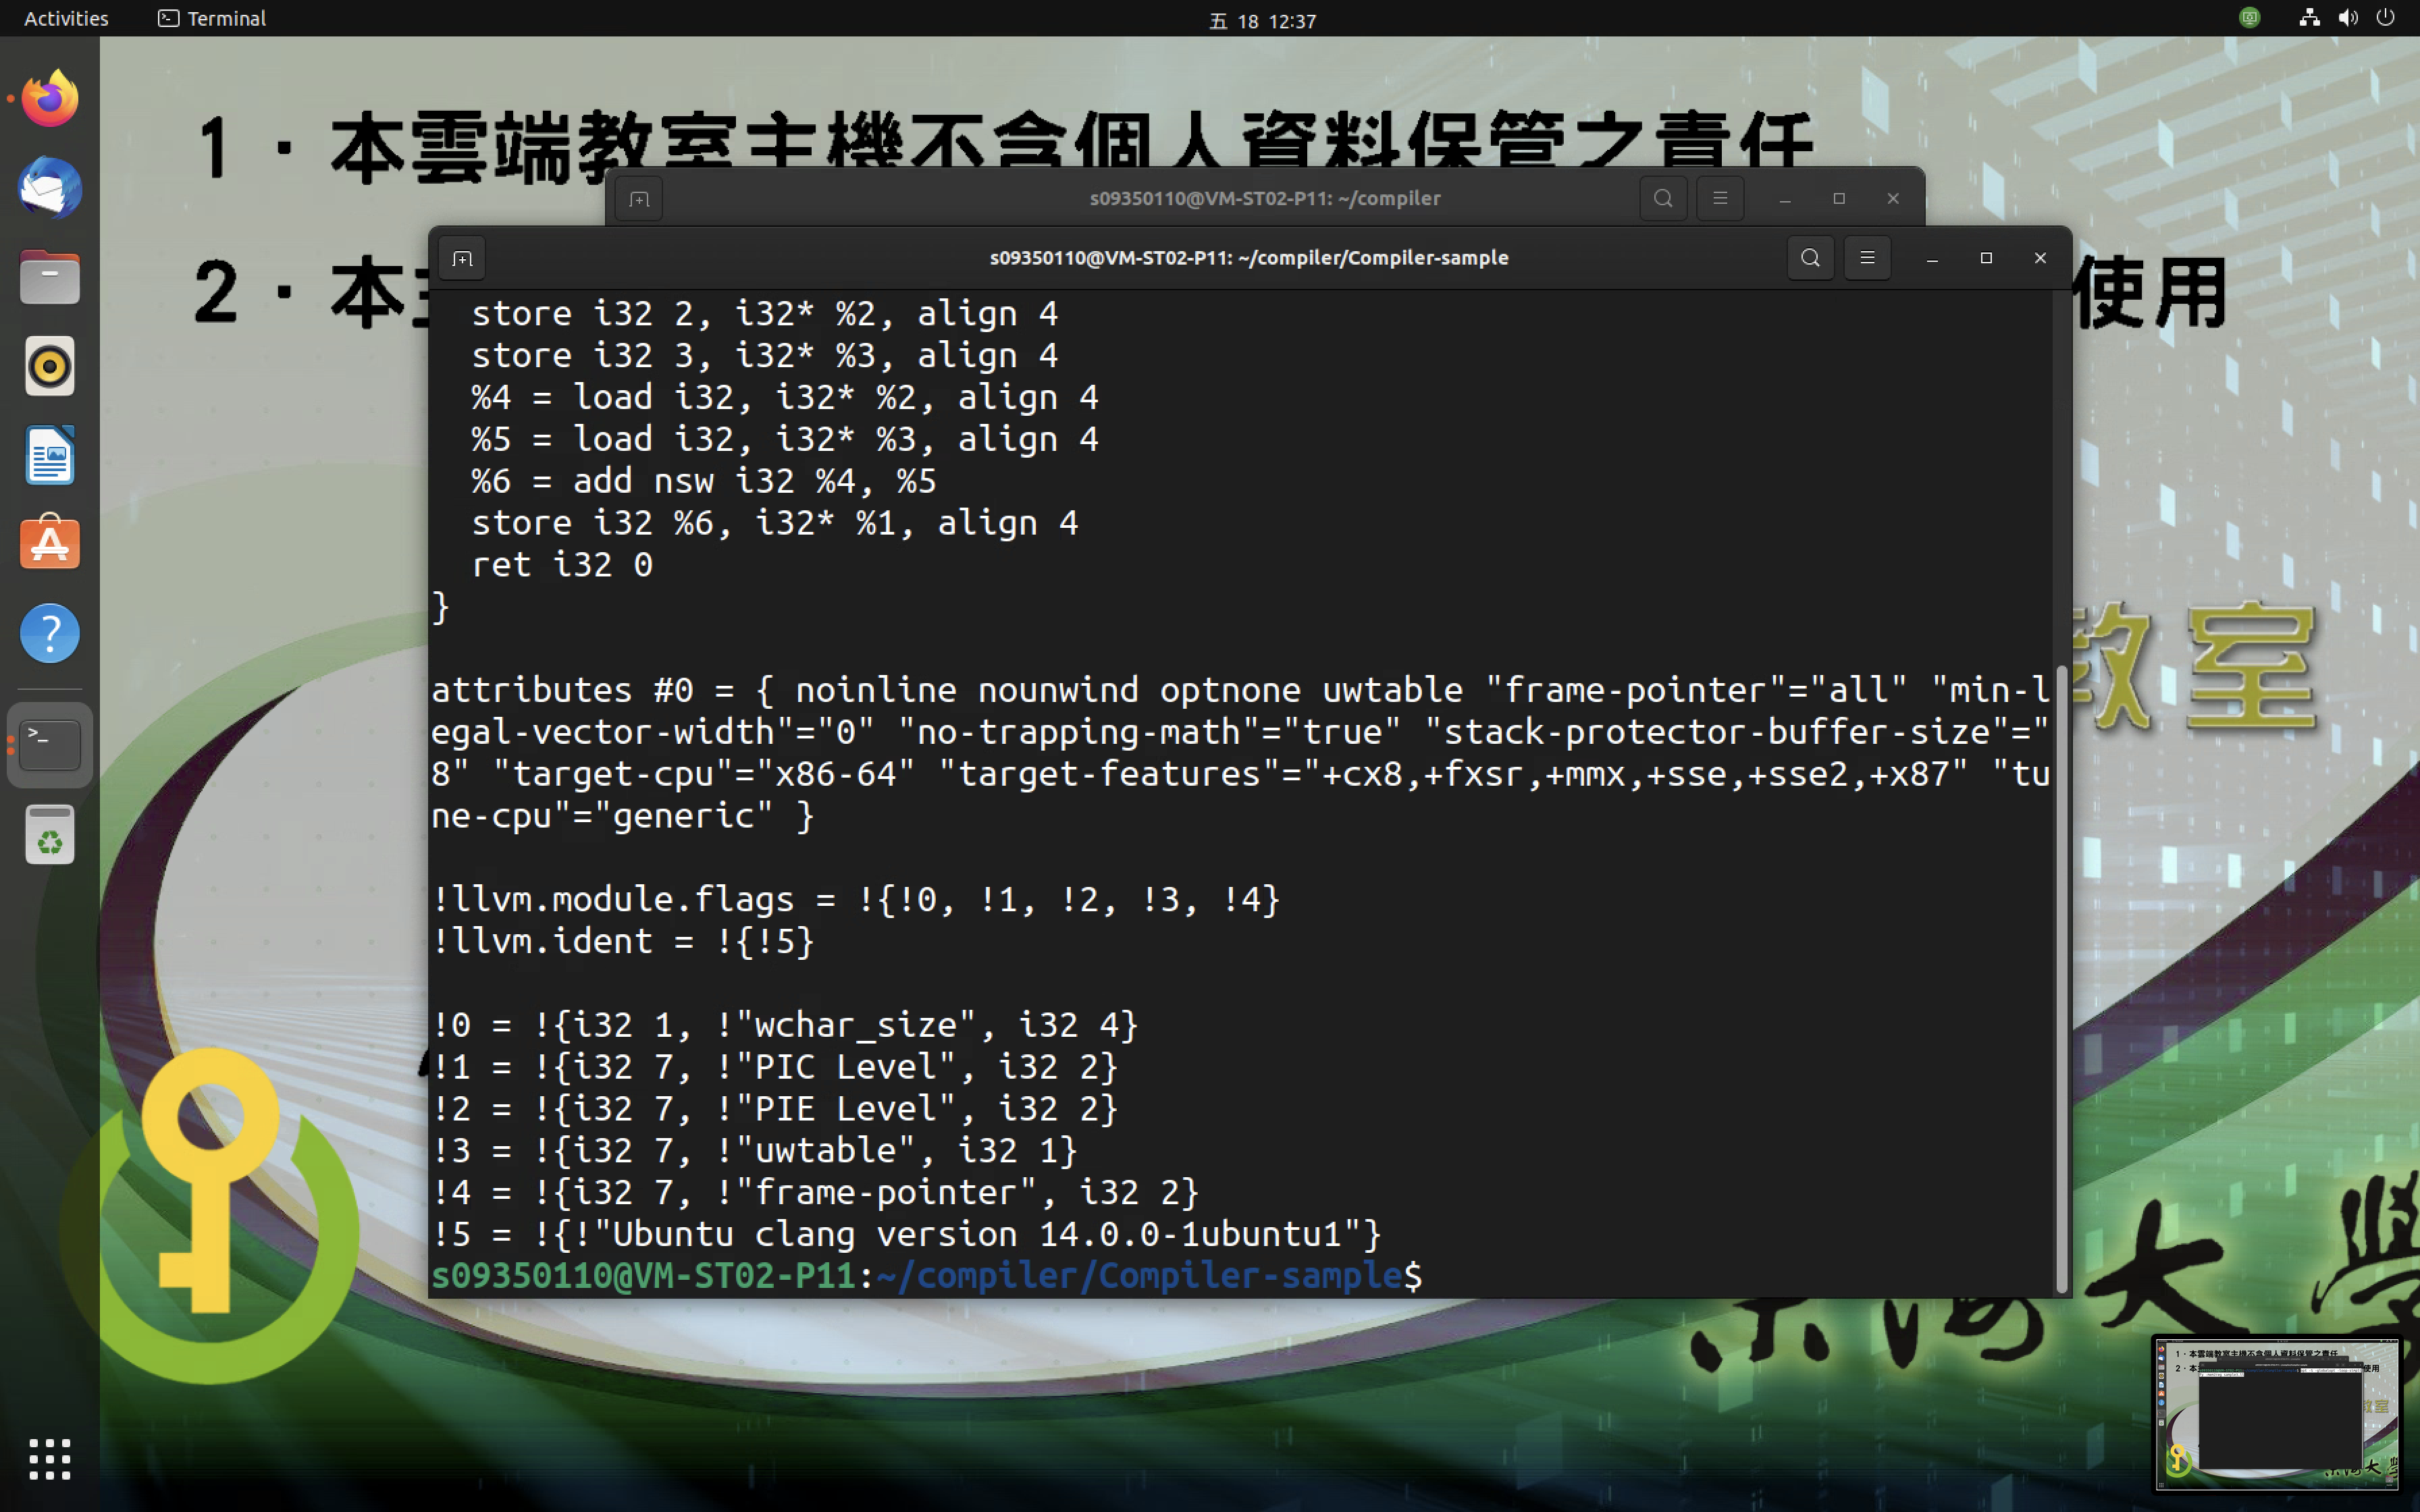 Activities
Terminal
五 18 12:37
1．本雲端教室主機不含個人資料保管之責任
s09350110@VM-ST02-P11: ~/compiler
s09350110@VM-ST02-P11: ~/compiler/Compiler-sample
2．本
使用
store i32 2, i32* %2, align 4
store i32 3, i32* %3, align 4
%4 = load i32, i32* %2, align 4
%5 = load i32, i32* %3, align 4
%6 = add nsw i32 %4, %5
store i32 %6, i32* %1, align 4
ret i32 0
}
教室
attributes #0 = { noinline nounwind optnone uwtable "frame-pointer"="all" "min-l
egal-vector-width"="0" "no-trapping-math"="true" "stack-protector-buffer-size"="
8" "target-cpu"="x86-64" "target-features"="+cx8,+fxsr,+mmx,+sse,+sse2,+x87" "tu
ne-cpu"="generic" }
!llvm.module.flags = !{!0, !1, !2, !3, !4}
!llvm.ident = !{!5}
!0 = !{i32 1, !"wchar_size", i32 4}
!1 = !{i32 7, !"PIC Level", i32 2}
!2 = !{i32 7, !"PIE Level", i32 2}
!3 = !{i32 7, !"uwtable", i32 1}
!4 = !{i32 7, !"frame-pointer", i32 2}
!5 = !{!"Ubuntu clang version 14.0.0-1ubuntu1"}
s09350110@VM-ST02-P11:~/compiler/Compiler-sample$
大學